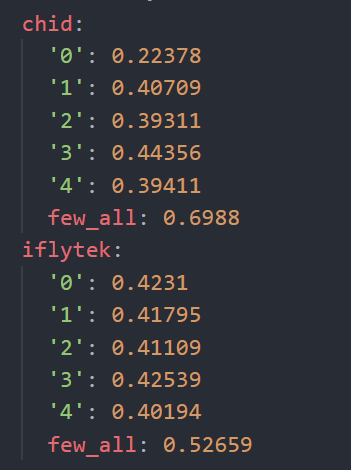 chid:
'0': 0.22378
'1': 0.40709
'2': 0.39311
'3': 0.44356
'4': 0.39411
few_all: 0.6988
iflytek:
'0': 0.4231
'1': 0.41795
'2': 0.41109
'3': 0.42539
'4': 0.40194
few_all: 0.52659